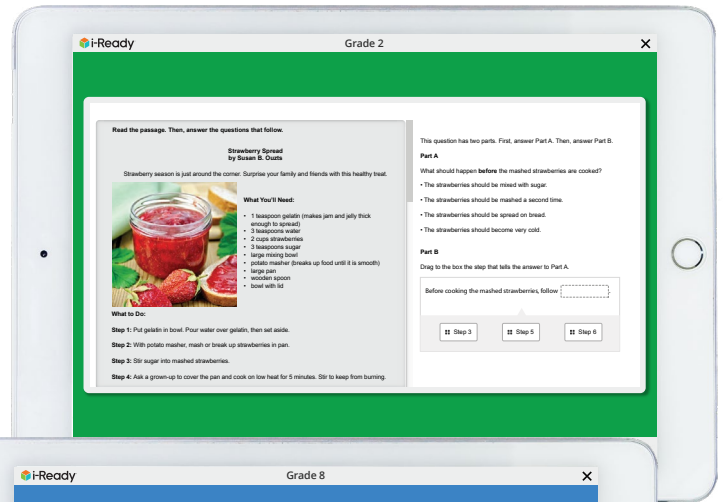 i-Ready
Grade 2
Read the passage. Then, answer the questions that follow.
Strawberry Spread
by Susan B. Ouzts
Strawberry season is just around the corner. Surprise your family and friends with this healthy treat.
What You'll Need:
• 1 teaspoon gelatin (makes jam and jelly thick
enough to spread)
• 3 teaspoons water
• 2 cups strawberries
• 3 teaspoons sugar
• large mixing bowl
• potato masher (breaks up food until it is smooth)
• large pan
• wooden spoon
• bowl with lid
What to Do:
Step 1: Put gelatin in bowl. Pour water over gelatin, then set aside.
Step 2: With potato masher, mash or break up strawberries in pan.
Step 3: Stir sugar into mashed strawberries.
Step 4: Ask a grown-up to cover the pan and cook on low heat for 5 minutes. Stir to keep from burning.
This question has two parts. First, answer Part A. Then, answer Part B.
Part A
What should happen before the mashed strawberries are cooked?
• The strawberries should be mixed with sugar.
• The strawberries should be mashed a second time.
• The strawberries should be spread on bread.
• The strawberries should become very cold.
Part B
Drag to the box the step that tells the answer to Part A.
Before cooking the mashed strawberries, follow .
Step 3
Step 5
Step 6
i-Ready
Grade 8